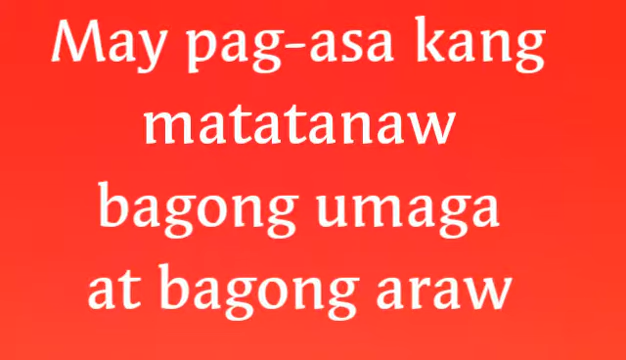 May pag-asa kang
matatanaw
bagong umaga
at bagong araw